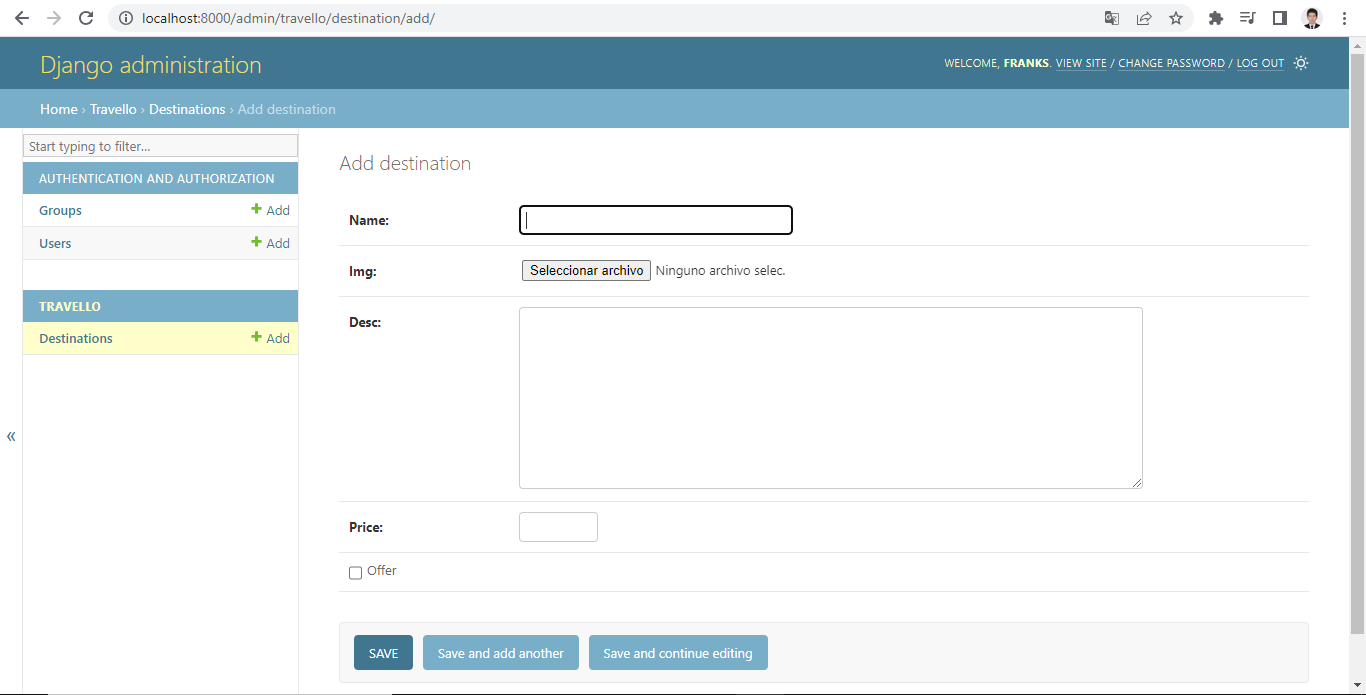 localhost:8000/admin/travello/destination/add/
Django administration
WELCOME, FRANKS. VIEW SITE / CHANGE PASSWORD / LOG OUT
Home › Travello › Destinations › Add destination
Start typing to filter...
AUTHENTICATION AND AUTHORIZATION
Groups + Add
Users + Add
TRAVELLO
Destinations + Add
«
Add destination
Name:
Img: Seleccionar archivo Ninguno archivo selec.
Desc:
Price:
Offer
SAVE Save and add another Save and continue editing